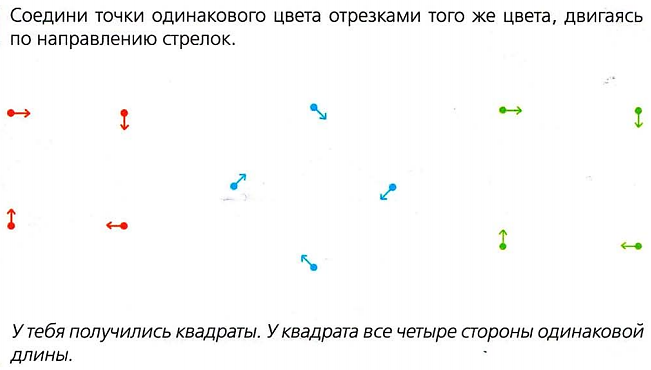 Соедини точки одинакового цвета отрезками того же цвета, двигаясь
по направлению стрелок.
У тебя получились квадраты. У квадрата все четыре стороны одинаковой
длины.